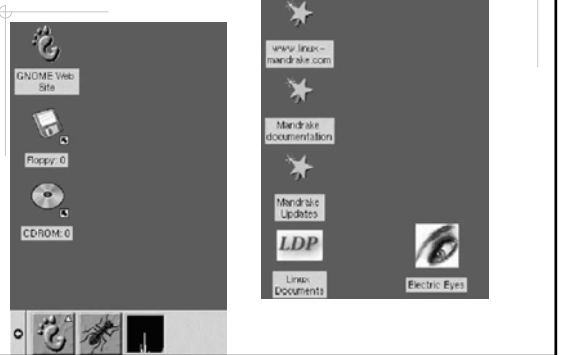 GNOME Web
Site
Floppy: 0
CDROM: 0
www.linux-
mandrake.com
Mandrake
documentation
Mandrake
Updates
LDP
Linux
Documents
Electric Eyes